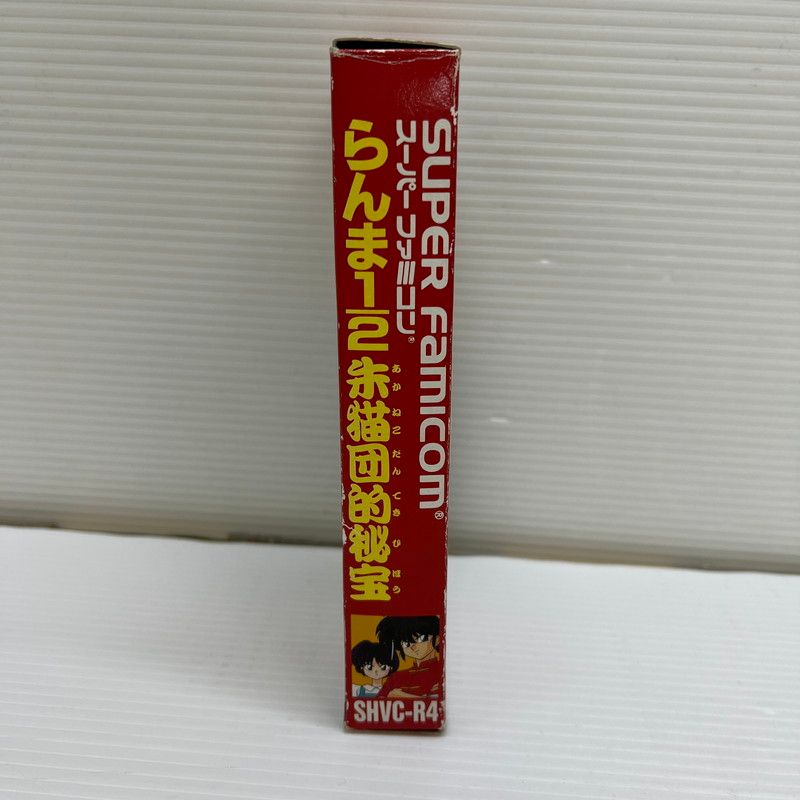 SUPER FAMICOM®
スーパーファミコン®
らんま1/2
朱猫団的秘宝
あかねこだんてきひほう
SHVC-R4